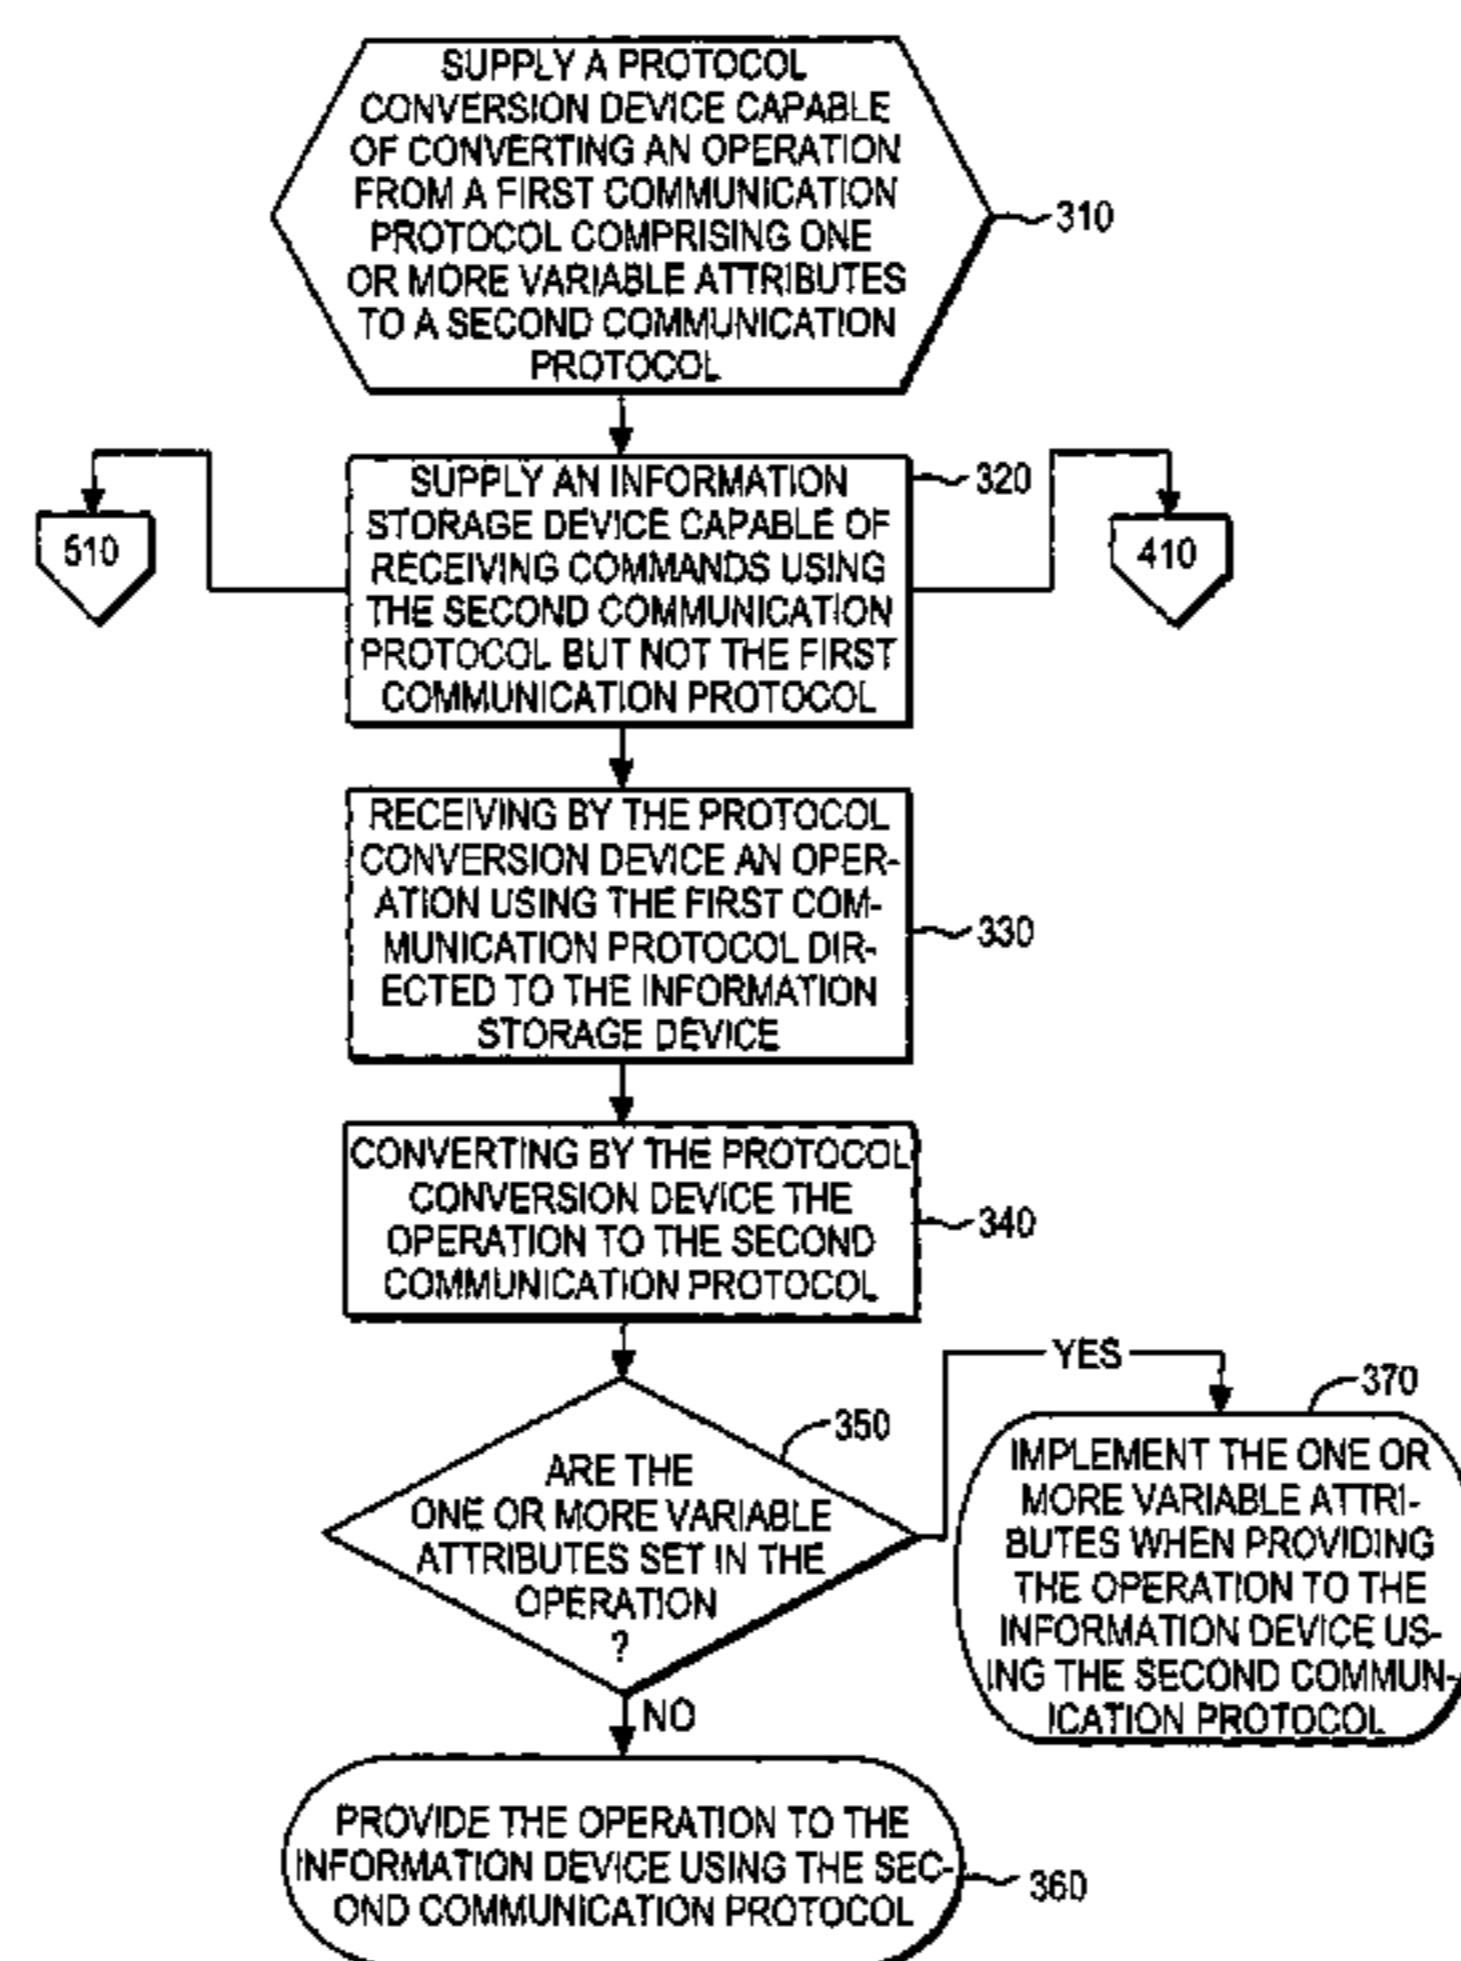 SUPPLY A PROTOCOL
CONVERSION DEVICE CAPABLE
OF CONVERTING AN OPERATION
FROM A FIRST COMMUNICATION
PROTOCOL COMPRISING ONE
OR MORE VARIABLE ATTRIBUTES
TO A SECOND COMMUNICATION
PROTOCOL
310
SUPPLY AN INFORMATION
STORAGE DEVICE CAPABLE OF
RECEIVING COMMANDS USING
THE SECOND COMMUNICATION
PROTOCOL BUT NOT THE FIRST
COMMUNICATION PROTOCOL
320
510
410
RECEIVING BY THE PROTOCOL
CONVERSION DEVICE AN OPER-
ATION USING THE FIRST COM-
MUNICATION PROTOCOL DIR-
ECTED TO THE INFORMATION
STORAGE DEVICE
330
CONVERTING BY THE PROTOCOL
CONVERSION DEVICE THE
OPERATION TO THE SECOND
COMMUNICATION PROTOCOL
340
ARE THE
ONE OR MORE VARIABLE
ATTRIBUTES SET IN THE
OPERATION
?
350
YES
370
IMPLEMENT THE ONE OR
MORE VARIABLE ATTRI-
BUTES WHEN PROVIDING
THE OPERATION TO THE
INFORMATION DEVICE US-
ING THE SECOND COMMUN-
ICATION PROTOCOL
NO
PROVIDE THE OPERATION TO THE
INFORMATION DEVICE USING THE SEC-
OND COMMUNICATION PROTOCOL
360